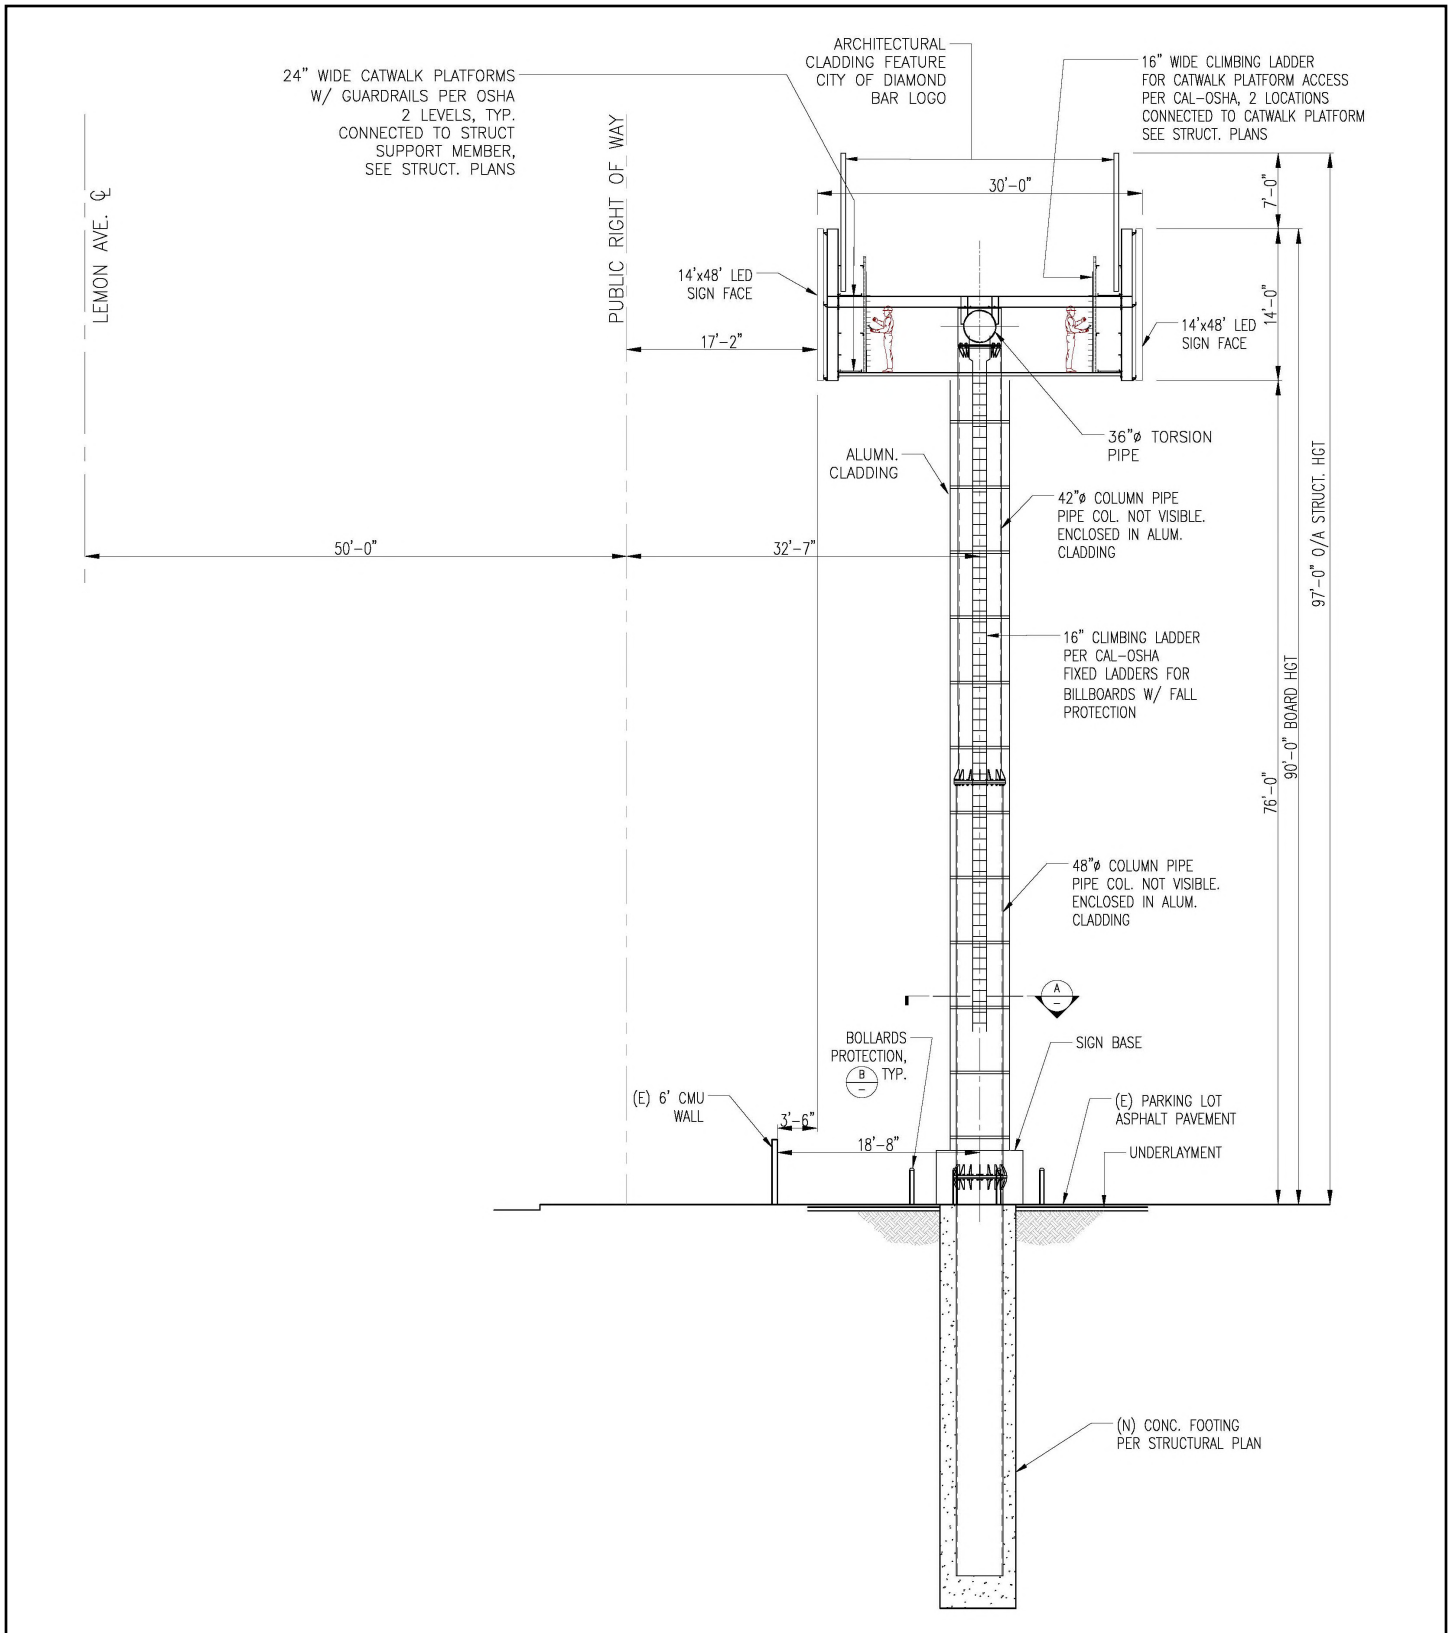 ARCHITECTURAL
CLADDING FEATURE
CITY OF DIAMOND
BAR LOGO
24" WIDE CATWALK PLATFORMS
W/ GUARDRAILS PER OSHA
2 LEVELS, TYP.
CONNECTED TO STRUCT
SUPPORT MEMBER,
SEE STRUCT. PLANS
16" WIDE CLIMBING LADDER
FOR CATWALK PLATFORM ACCESS
PER CAL-OSHA, 2 LOCATIONS
CONNECTED TO CATWALK PLATFORM
SEE STRUCT. PLANS
LEMON AVE. ℄
PUBLIC RIGHT OF WAY
30'-0"
7'-0"
14'x48' LED
SIGN FACE
14'-0"
14'x48' LED
SIGN FACE
17'-2"
36"ø TORSION
PIPE
ALUMN.
CLADDING
42"ø COLUMN PIPE
PIPE COL. NOT VISIBLE.
ENCLOSED IN ALUM.
CLADDING
50'-0"
32'-7"
97'-0" O/A STRUCT. HGT
16" CLIMBING LADDER
PER CAL-OSHA
FIXED LADDERS FOR
BILLBOARDS W/ FALL
PROTECTION
90'-0" BOARD HGT
76'-0"
48"ø COLUMN PIPE
PIPE COL. NOT VISIBLE.
ENCLOSED IN ALUM.
CLADDING
A
-
BOLLARDS
PROTECTION,
TYP.
B
-
SIGN BASE
(E) 6' CMU
WALL
3'-6"
(E) PARKING LOT
ASPHALT PAVEMENT
18'-8"
UNDERLAYMENT
(N) CONC. FOOTING
PER STRUCTURAL PLAN